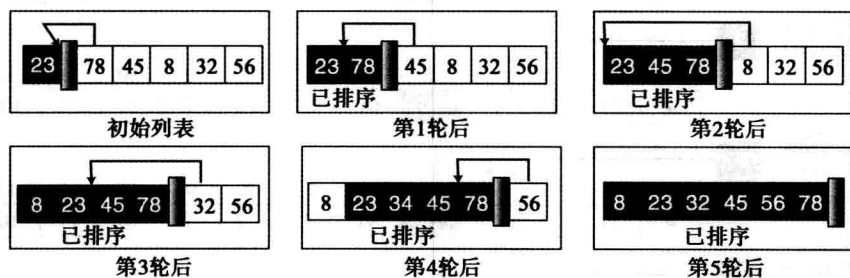 23 78 45 8 32 56
初始列表
23 78 45 8 32 56
已排序
第1轮后
23 45 78 8 32 56
已排序
第2轮后
8 23 45 78 32 56
已排序
第3轮后
8 23 34 45 78 56
已排序
第4轮后
8 23 32 45 56 78
已排序
第5轮后